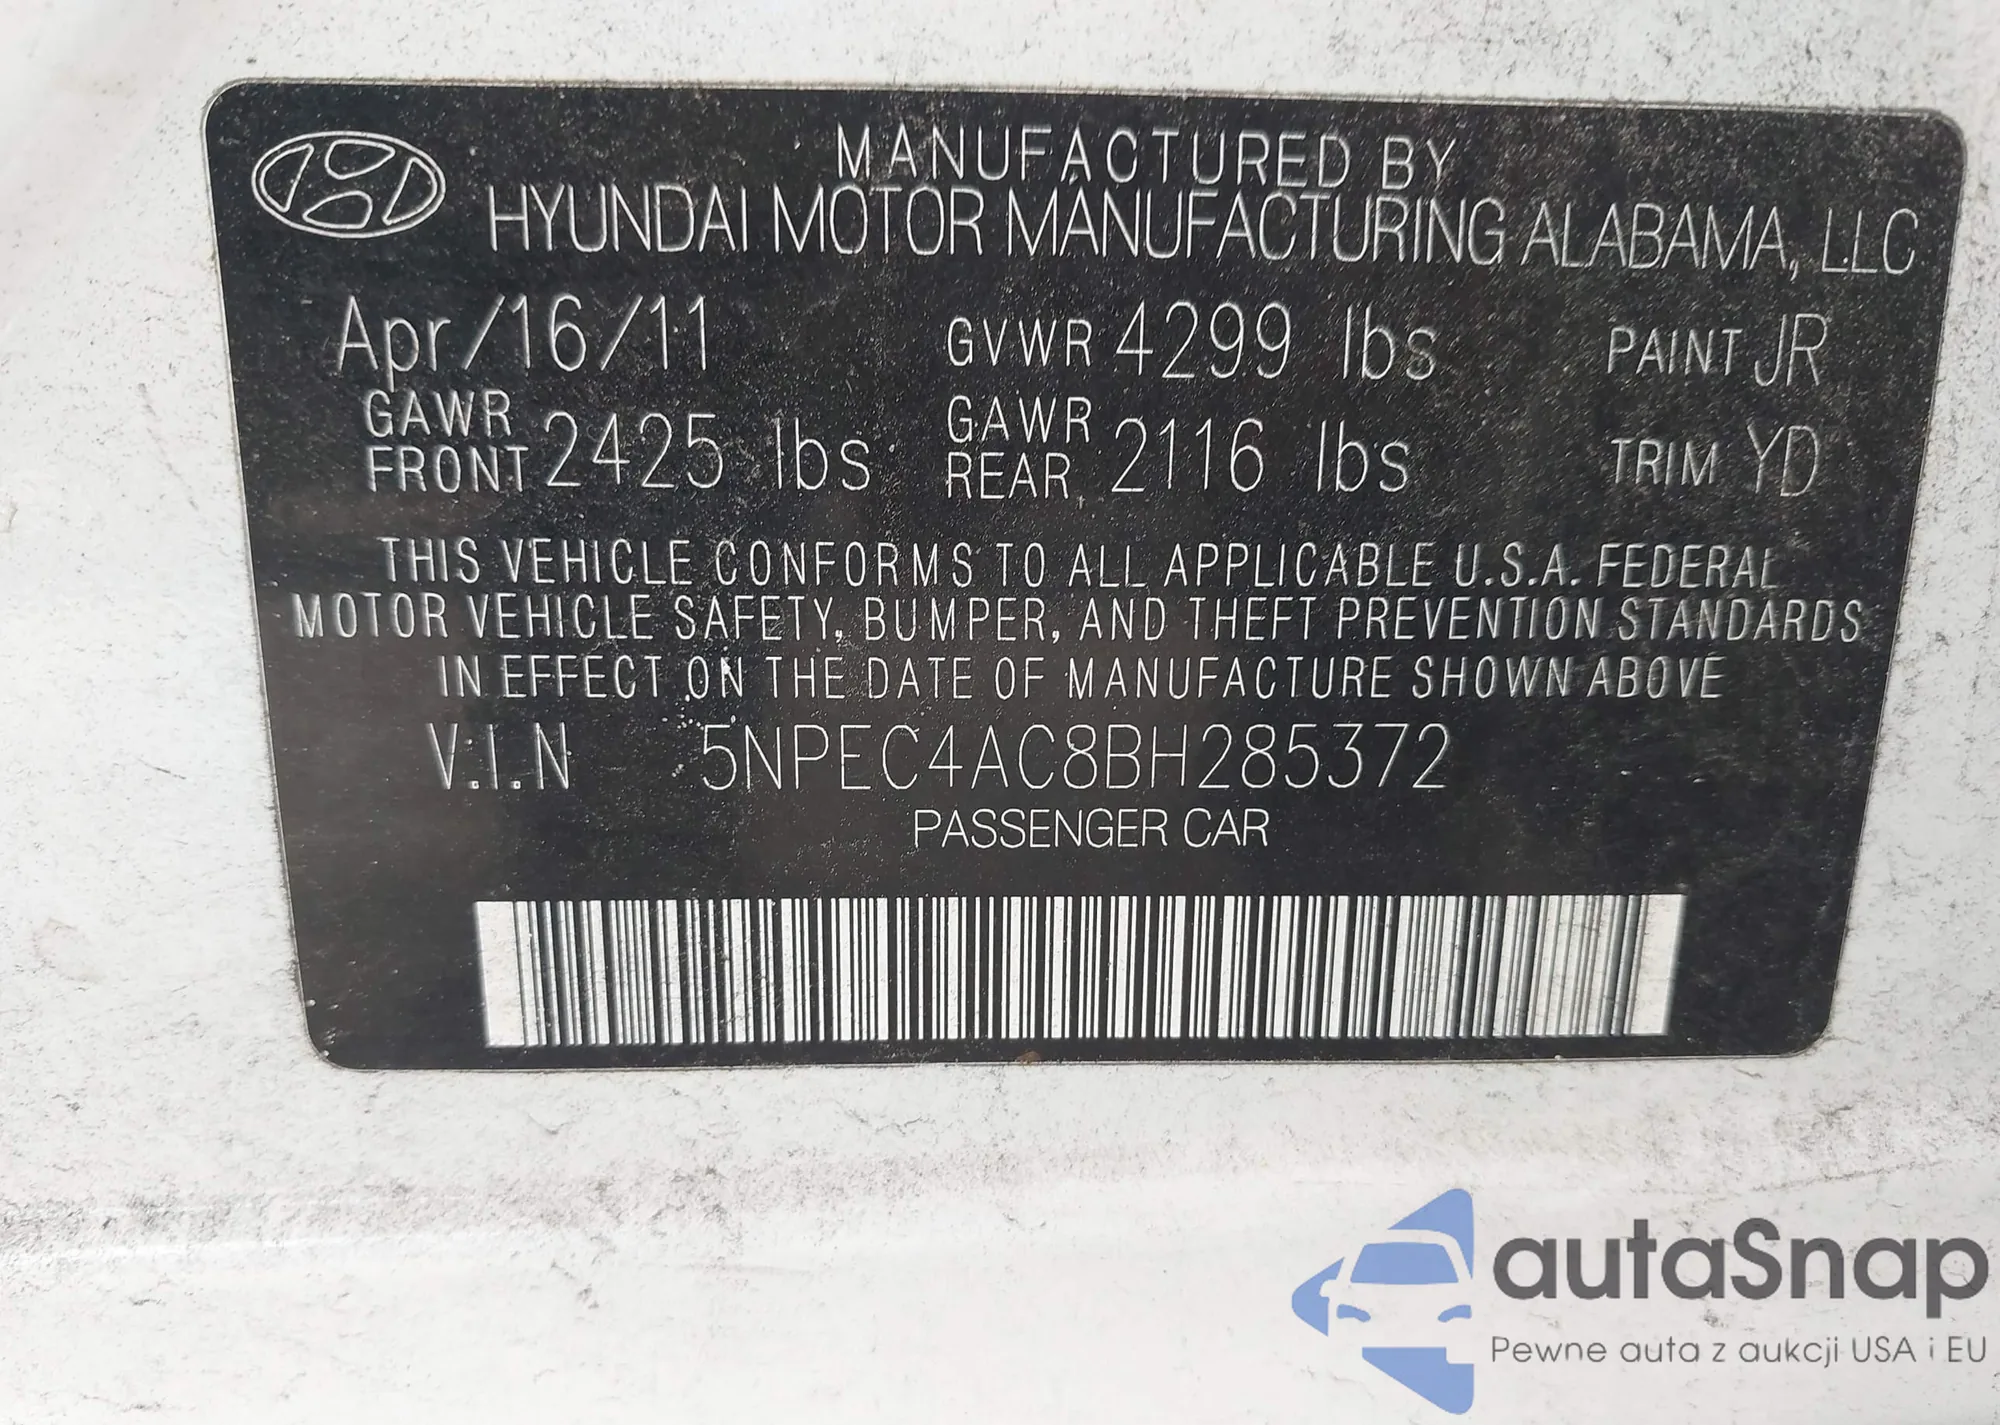 MANUFACTURED BY
HYUNDAI MOTOR MANUFACTURING ALABAMA, LLC
Apr/16/11 GVWR 4299 lbs PAINT JR
GAWR FRONT 2425 lbs GAWR REAR 2116 lbs TRIM YD
THIS VEHICLE CONFORMS TO ALL APPLICABLE U.S.A. FEDERAL
MOTOR VEHICLE SAFETY, BUMPER, AND THEFT PREVENTION STANDARDS
IN EFFECT ON THE DATE OF MANUFACTURE SHOWN ABOVE
V.I.N 5NPEC4AC8BH285372
PASSENGER CAR
autaSnap
Pewne auta z aukcji USA i EU